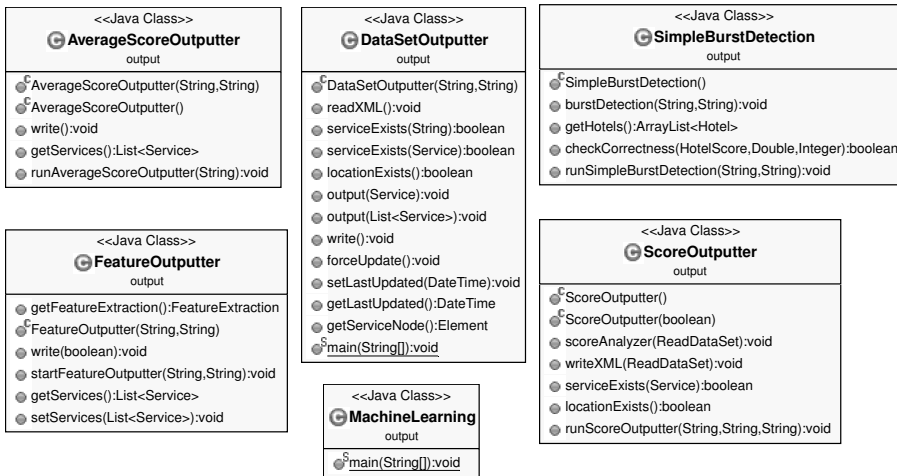 <<Java Class>>
AverageScoreOutputter
output
AverageScoreOutputter(String,String)
AverageScoreOutputter()
write():void
getServices():List<Service>
runAverageScoreOutputter(String):void
<<Java Class>>
DataSetOutputter
output
DataSetOutputter(String,String)
readXML():void
serviceExists(String):boolean
serviceExists(Service):boolean
locationExists():boolean
output(Service):void
output(List<Service>):void
write():void
forceUpdate():void
setLastUpdated(DateTime):void
getLastUpdated():DateTime
getServiceNode():Element
main(String[]):void
<<Java Class>>
SimpleBurstDetection
output
SimpleBurstDetection()
burstDetection(String,String):void
getHotels():ArrayList<Hotel>
checkCorrectness(HotelScore,Double,Integer):boolean
runSimpleBurstDetection(String,String):void
<<Java Class>>
FeatureOutputter
output
getFeatureExtraction():FeatureExtraction
FeatureOutputter(String,String)
write(boolean):void
startFeatureOutputter(String,String):void
getServices():List<Service>
setServices(List<Service>):void
<<Java Class>>
ScoreOutputter
output
ScoreOutputter()
ScoreOutputter(boolean)
scoreAnalyzer(ReadDataSet):void
writeXML(ReadDataSet):void
serviceExists(Service):boolean
locationExists():boolean
runScoreOutputter(String,String,String):void
<<Java Class>>
MachineLearning
output
main(String[]):void